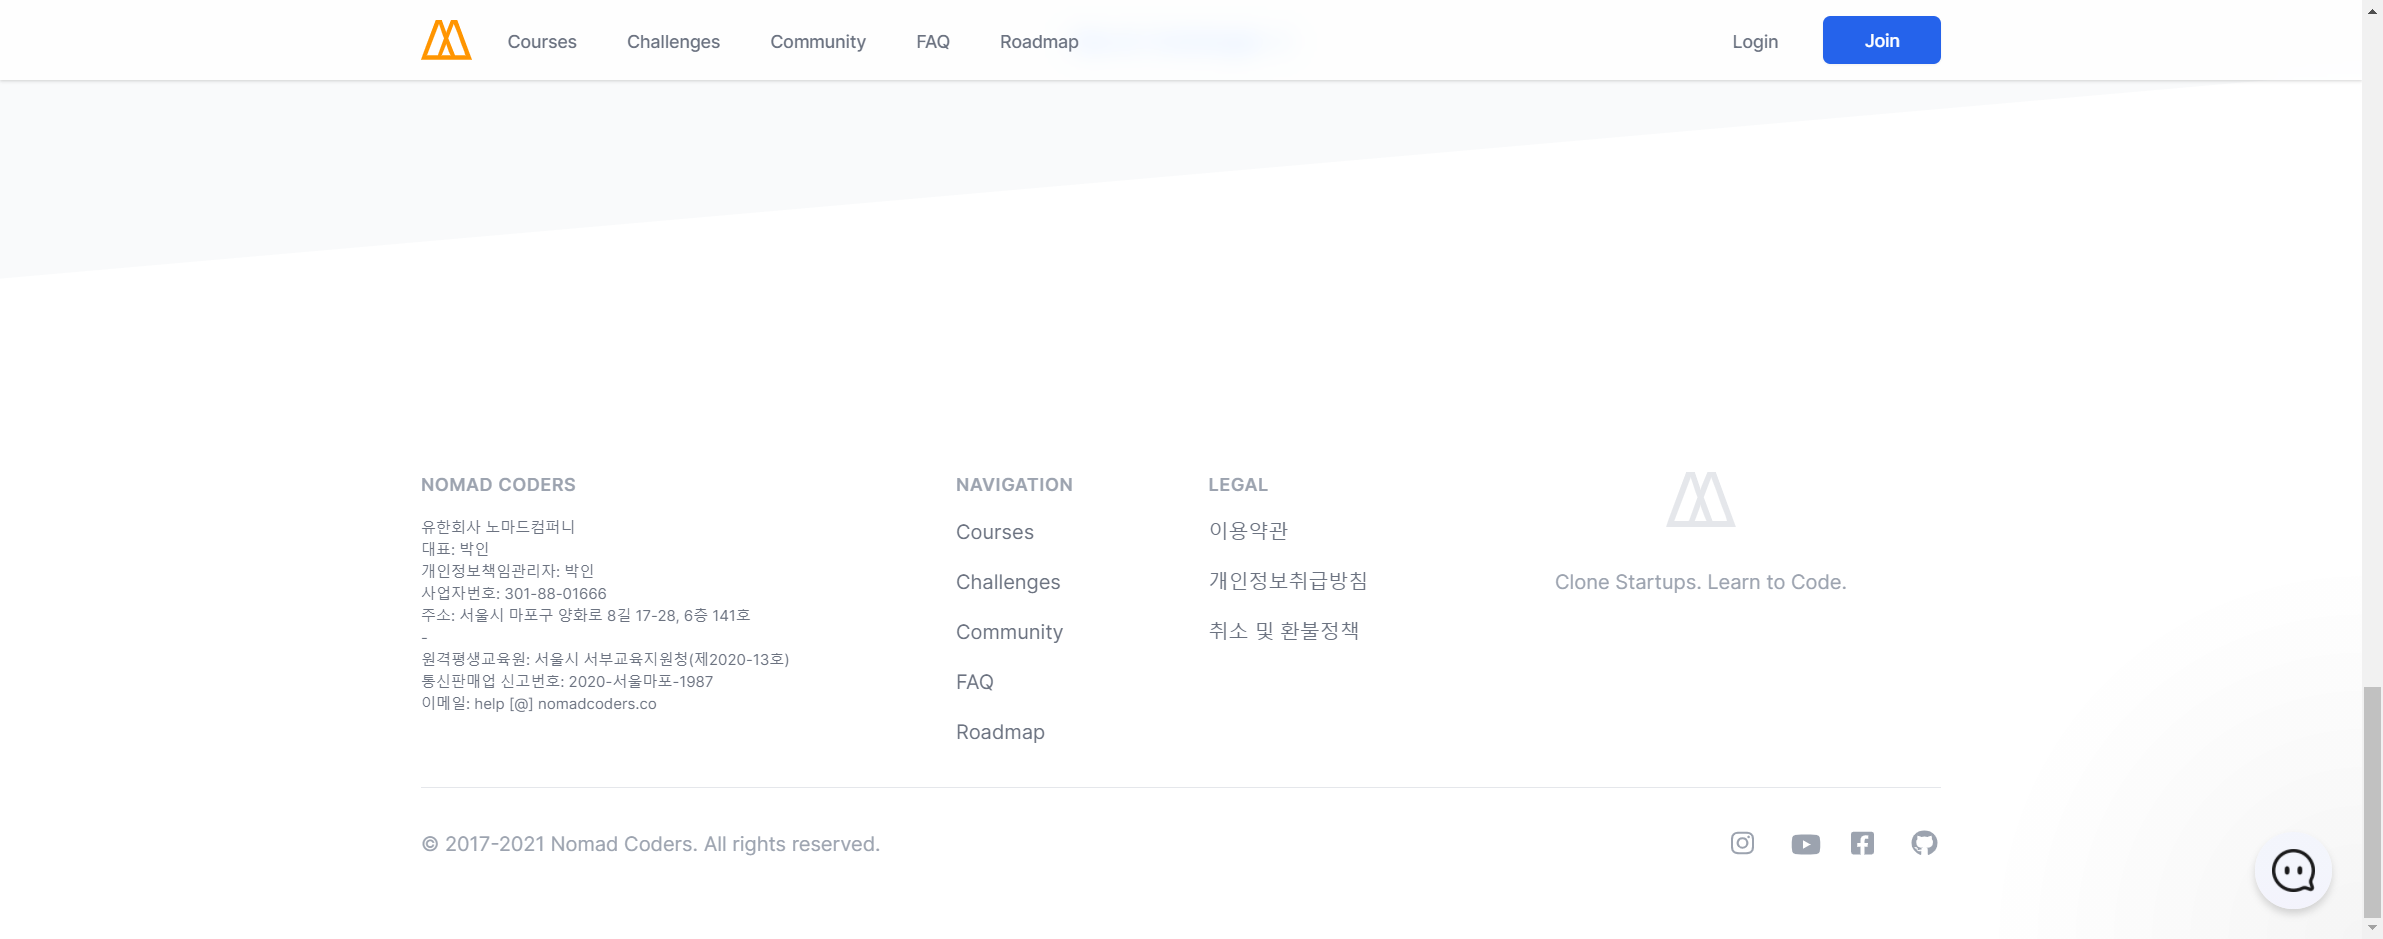 Courses
Challenges
Community
FAQ
Roadmap
Login
Join
NOMAD CODERS
유한회사 노마드컴퍼니
대표: 박인
개인정보책임관리자: 박인
사업자번호: 301-88-01666
주소: 서울시 마포구 양화로 8길 17-28, 6층 141호
-
원격평생교육원: 서울시 서부교육지원청(제2020-13호)
통신판매업 신고번호: 2020-서울마포-1987
이메일: help [@] nomadcoders.co
NAVIGATION
Courses
Challenges
Community
FAQ
Roadmap
LEGAL
이용약관
개인정보취급방침
취소 및 환불정책
Clone Startups. Learn to Code.
© 2017-2021 Nomad Coders. All rights reserved.